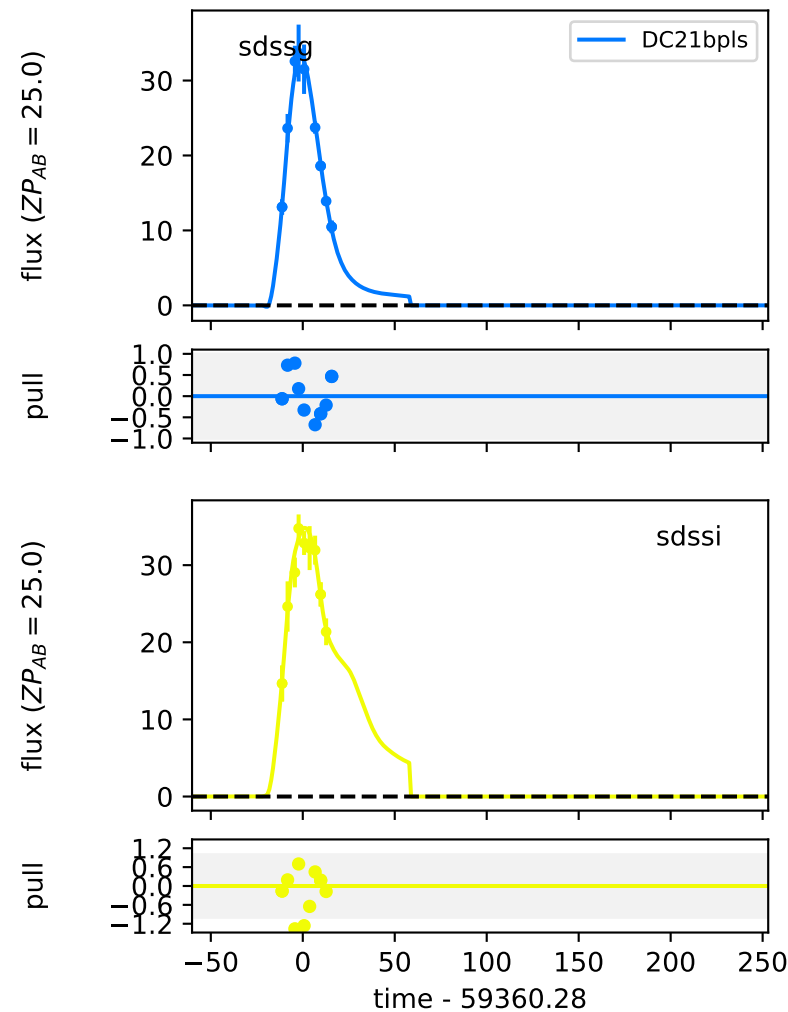 sdssg
DC21bpls
flux (ZP_AB = 25.0)
30
20
10
0
pull
1.0
0.5
0.0
−0.5
−1.0
sdssi
flux (ZP_AB = 25.0)
30
20
10
0
pull
1.2
0.6
0.0
−0.6
−1.2
−50 0 50 100 150 200 250
time - 59360.28